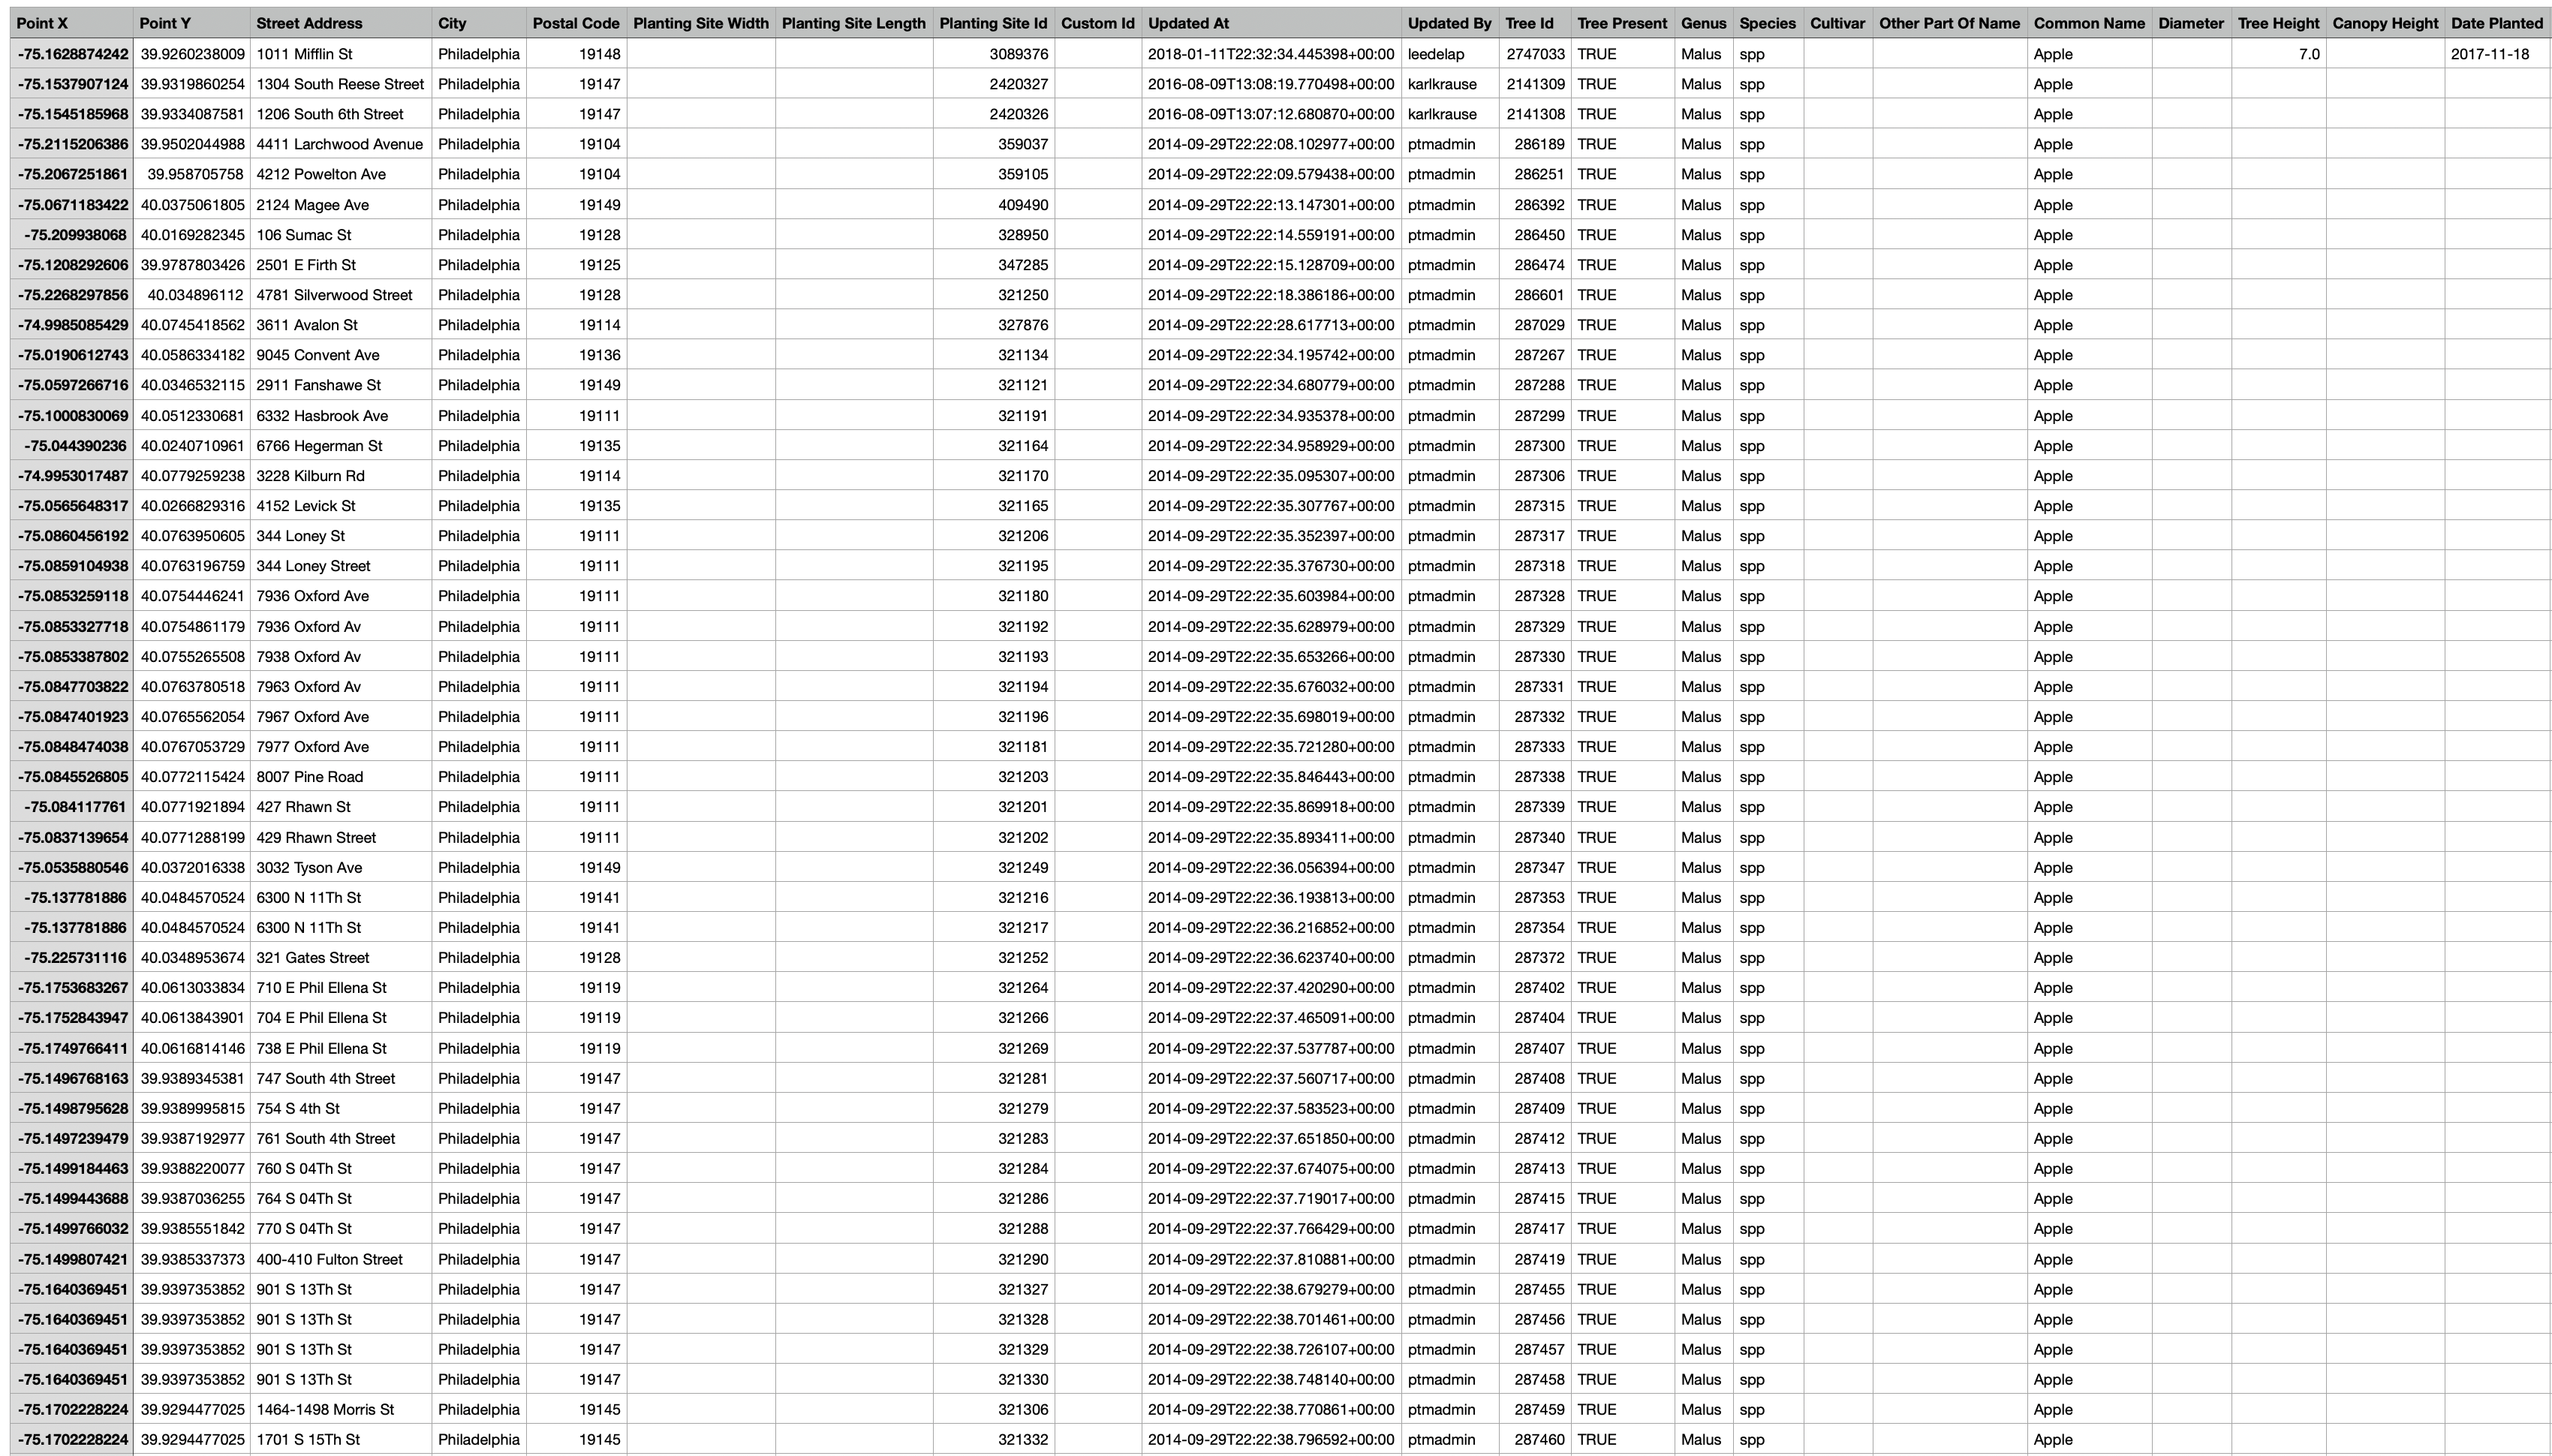 Point X Point Y Street Address City Postal Code Planting Site Width Planting Site Length Planting Site Id Custom Id Updated At Updated By Tree Id Tree Present Genus Species Cultivar Other Part Of Name Common Name Diameter Tree Height Canopy Height Date Planted
-75.1628874242 39.9260238009 1011 Mifflin St Philadelphia 19148 3089376 2018-01-11T22:32:34.445398+00:00 leedelap 2747033 TRUE Malus spp Apple 7.0 2017-11-18
-75.1537907124 39.9319860254 1304 South Reese Street Philadelphia 19147 2420327 2016-08-09T13:08:19.770498+00:00 karlkrause 2141309 TRUE Malus spp Apple
-75.1545185968 39.9334087581 1206 South 6th Street Philadelphia 19147 2420326 2016-08-09T13:07:12.680870+00:00 karlkrause 2141308 TRUE Malus spp Apple
-75.2115206386 39.9502044988 4411 Larchwood Avenue Philadelphia 19104 359037 2014-09-29T22:22:08.102977+00:00 ptmadmin 286189 TRUE Malus spp Apple
-75.2067251861 39.958705758 4212 Powelton Ave Philadelphia 19104 359105 2014-09-29T22:22:09.579438+00:00 ptmadmin 286251 TRUE Malus spp Apple
-75.0671183422 40.0375061805 2124 Magee Ave Philadelphia 19149 409490 2014-09-29T22:22:13.147301+00:00 ptmadmin 286392 TRUE Malus spp Apple
-75.209938068 40.0169282345 106 Sumac St Philadelphia 19128 328950 2014-09-29T22:22:14.559191+00:00 ptmadmin 286450 TRUE Malus spp Apple
-75.1208292606 39.9787803426 2501 E Firth St Philadelphia 19125 347285 2014-09-29T22:22:15.128709+00:00 ptmadmin 286474 TRUE Malus spp Apple
-75.2268297856 40.034896112 4781 Silverwood Street Philadelphia 19128 321250 2014-09-29T22:22:18.386186+00:00 ptmadmin 286601 TRUE Malus spp Apple
-74.9985085429 40.0745418562 3611 Avalon St Philadelphia 19114 327876 2014-09-29T22:22:28.617713+00:00 ptmadmin 287029 TRUE Malus spp Apple
-75.0190612743 40.0586334182 9045 Convent Ave Philadelphia 19136 321134 2014-09-29T22:22:34.195742+00:00 ptmadmin 287267 TRUE Malus spp Apple
-75.0597266716 40.0346532115 2911 Fanshawe St Philadelphia 19149 321121 2014-09-29T22:22:34.680779+00:00 ptmadmin 287288 TRUE Malus spp Apple
-75.1000830069 40.0512330681 6332 Hasbrook Ave Philadelphia 19111 321191 2014-09-29T22:22:34.935378+00:00 ptmadmin 287299 TRUE Malus spp Apple
-75.044390236 40.0240710961 6766 Hegerman St Philadelphia 19135 321164 2014-09-29T22:22:34.958929+00:00 ptmadmin 287300 TRUE Malus spp Apple
-74.9953017487 40.0779259238 3228 Kilburn Rd Philadelphia 19114 321170 2014-09-29T22:22:35.095307+00:00 ptmadmin 287306 TRUE Malus spp Apple
-75.0565648317 40.0266829316 4152 Levick St Philadelphia 19135 321165 2014-09-29T22:22:35.307767+00:00 ptmadmin 287315 TRUE Malus spp Apple
-75.0860456192 40.0763950605 344 Loney St Philadelphia 19111 321206 2014-09-29T22:22:35.352397+00:00 ptmadmin 287317 TRUE Malus spp Apple
-75.0859104938 40.0763196759 344 Loney Street Philadelphia 19111 321195 2014-09-29T22:22:35.376730+00:00 ptmadmin 287318 TRUE Malus spp Apple
-75.0853259118 40.0754446241 7936 Oxford Ave Philadelphia 19111 321180 2014-09-29T22:22:35.603984+00:00 ptmadmin 287328 TRUE Malus spp Apple
-75.0853327718 40.0754861179 7936 Oxford Av Philadelphia 19111 321192 2014-09-29T22:22:35.628979+00:00 ptmadmin 287329 TRUE Malus spp Apple
-75.0853387802 40.0755265508 7938 Oxford Av Philadelphia 19111 321193 2014-09-29T22:22:35.653266+00:00 ptmadmin 287330 TRUE Malus spp Apple
-75.0847703822 40.0763780518 7963 Oxford Av Philadelphia 19111 321194 2014-09-29T22:22:35.676032+00:00 ptmadmin 287331 TRUE Malus spp Apple
-75.0847401923 40.0765562054 7967 Oxford Ave Philadelphia 19111 321196 2014-09-29T22:22:35.698019+00:00 ptmadmin 287332 TRUE Malus spp Apple
-75.0848474038 40.0767053729 7977 Oxford Ave Philadelphia 19111 321181 2014-09-29T22:22:35.721280+00:00 ptmadmin 287333 TRUE Malus spp Apple
-75.0845526805 40.0772115424 8007 Pine Road Philadelphia 19111 321203 2014-09-29T22:22:35.846443+00:00 ptmadmin 287338 TRUE Malus spp Apple
-75.084117761 40.0771921894 427 Rhawn St Philadelphia 19111 321201 2014-09-29T22:22:35.869918+00:00 ptmadmin 287339 TRUE Malus spp Apple
-75.0837139654 40.0771288199 429 Rhawn Street Philadelphia 19111 321202 2014-09-29T22:22:35.893411+00:00 ptmadmin 287340 TRUE Malus spp Apple
-75.0535880546 40.0372016338 3032 Tyson Ave Philadelphia 19149 321249 2014-09-29T22:22:36.056394+00:00 ptmadmin 287347 TRUE Malus spp Apple
-75.137781886 40.0484570524 6300 N 11Th St Philadelphia 19141 321216 2014-09-29T22:22:36.193813+00:00 ptmadmin 287353 TRUE Malus spp Apple
-75.137781886 40.0484570524 6300 N 11Th St Philadelphia 19141 321217 2014-09-29T22:22:36.216852+00:00 ptmadmin 287354 TRUE Malus spp Apple
-75.225731116 40.0348953674 321 Gates Street Philadelphia 19128 321252 2014-09-29T22:22:36.623740+00:00 ptmadmin 287372 TRUE Malus spp Apple
-75.1753683267 40.0613033834 710 E Phil Ellena St Philadelphia 19119 321264 2014-09-29T22:22:37.420290+00:00 ptmadmin 287402 TRUE Malus spp Apple
-75.1752843947 40.0613843901 704 E Phil Ellena St Philadelphia 19119 321266 2014-09-29T22:22:37.465091+00:00 ptmadmin 287404 TRUE Malus spp Apple
-75.1749766411 40.0616814146 738 E Phil Ellena St Philadelphia 19119 321269 2014-09-29T22:22:37.537787+00:00 ptmadmin 287407 TRUE Malus spp Apple
-75.1496768163 39.9389345381 747 South 4th Street Philadelphia 19147 321281 2014-09-29T22:22:37.560717+00:00 ptmadmin 287408 TRUE Malus spp Apple
-75.1498795628 39.9389995815 754 S 4th St Philadelphia 19147 321279 2014-09-29T22:22:37.583523+00:00 ptmadmin 287409 TRUE Malus spp Apple
-75.1497239479 39.9387192977 761 South 4th Street Philadelphia 19147 321283 2014-09-29T22:22:37.651850+00:00 ptmadmin 287412 TRUE Malus spp Apple
-75.1499184463 39.9388220077 760 S 04Th St Philadelphia 19147 321284 2014-09-29T22:22:37.674075+00:00 ptmadmin 287413 TRUE Malus spp Apple
-75.1499443688 39.9387036255 764 S 04Th St Philadelphia 19147 321286 2014-09-29T22:22:37.719017+00:00 ptmadmin 287415 TRUE Malus spp Apple
-75.1499766032 39.9385551842 770 S 04Th St Philadelphia 19147 321288 2014-09-29T22:22:37.766429+00:00 ptmadmin 287417 TRUE Malus spp Apple
-75.1499807421 39.9385337373 400-410 Fulton Street Philadelphia 19147 321290 2014-09-29T22:22:37.810881+00:00 ptmadmin 287419 TRUE Malus spp Apple
-75.1640369451 39.9397353852 901 S 13Th St Philadelphia 19147 321327 2014-09-29T22:22:38.679279+00:00 ptmadmin 287455 TRUE Malus spp Apple
-75.1640369451 39.9397353852 901 S 13Th St Philadelphia 19147 321328 2014-09-29T22:22:38.701461+00:00 ptmadmin 287456 TRUE Malus spp Apple
-75.1640369451 39.9397353852 901 S 13Th St Philadelphia 19147 321329 2014-09-29T22:22:38.726107+00:00 ptmadmin 287457 TRUE Malus spp Apple
-75.1640369451 39.9397353852 901 S 13Th St Philadelphia 19147 321330 2014-09-29T22:22:38.748140+00:00 ptmadmin 287458 TRUE Malus spp Apple
-75.1702228224 39.9294477025 1464-1498 Morris St Philadelphia 19145 321306 2014-09-29T22:22:38.770861+00:00 ptmadmin 287459 TRUE Malus spp Apple
-75.1702228224 39.9294477025 1701 S 15Th St Philadelphia 19145 321332 2014-09-29T22:22:38.796592+00:00 ptmadmin 287460 TRUE Malus spp Apple